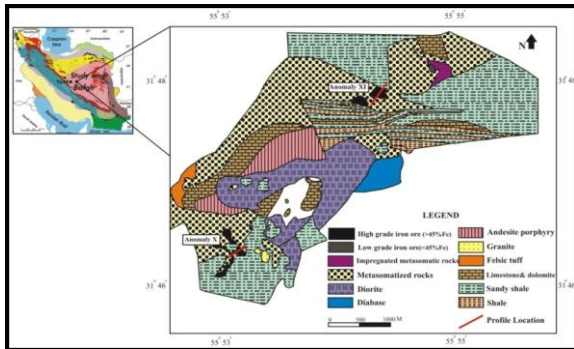 55 53
55 55
N
Caspian
Sea
Study area
Bafgh
31 48
31 48
Anomaly XI
Anomaly X
31 46
31 46
LEGEND
High grade iron ore (>45%Fe)
Low grade iron ore(<45%Fe)
Impregnated metasomatic rocks
Metasomatized rocks
Diorite
Diabase
Andesite porphyry
Granite
Felsic tuff
Limestone& dolomite
Sandy shale
Shale
Profile Location
0 500 1000 M
55 53
55 55